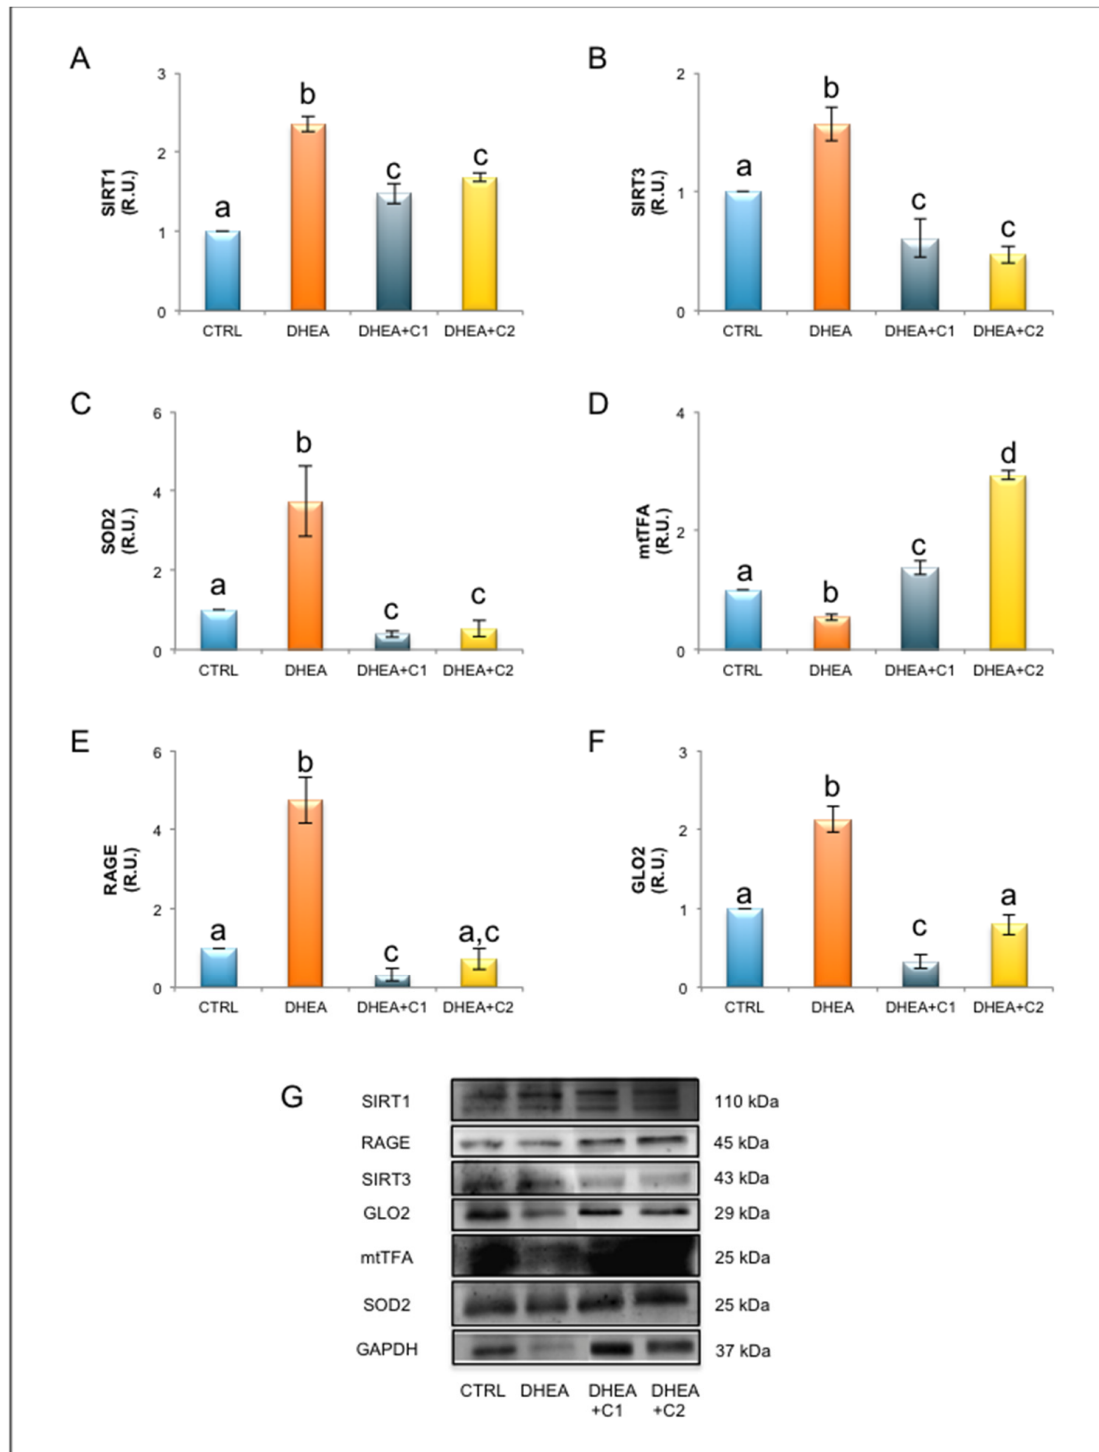 A
SIRT1
(R.U.)
3
2
1
0
a
b
c
c
CTRL
DHEA
DHEA+C1
DHEA+C2
B
SIRT3
(R.U.)
2
1
0
a
b
c
c
CTRL
DHEA
DHEA+C1
DHEA+C2
C
SOD2
(R.U.)
6
4
2
0
a
b
c
c
CTRL
DHEA
DHEA+C1
DHEA+C2
D
mtTFA
(R.U.)
4
2
0
a
b
c
d
CTRL
DHEA
DHEA+C1
DHEA+C2
E
RAGE
(R.U.)
6
4
2
0
a
b
c
a,c
CTRL
DHEA
DHEA+C1
DHEA+C2
F
GLO2
(R.U.)
3
2
1
0
a
b
c
a
CTRL
DHEA
DHEA+C1
DHEA+C2
G
SIRT1 110 kDa
RAGE 45 kDa
SIRT3 43 kDa
GLO2 29 kDa
mtTFA 25 kDa
SOD2 25 kDa
GAPDH 37 kDa
CTRL DHEA DHEA DHEA
+C1 +C2